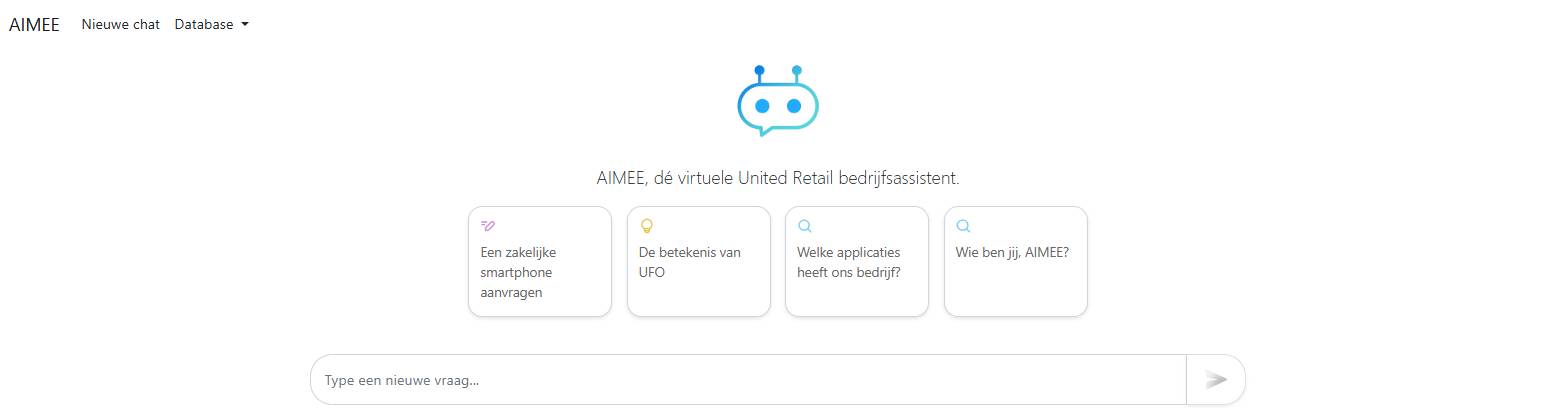 AIMEE Nieuwe chat Database
AIMEE, dé virtuele United Retail bedrijfsassistent.
Een zakelijke
smartphone
aanvragen
De betekenis van
UFO
Welke applicaties
heeft ons bedrijf?
Wie ben jij, AIMEE?
Type een nieuwe vraag...